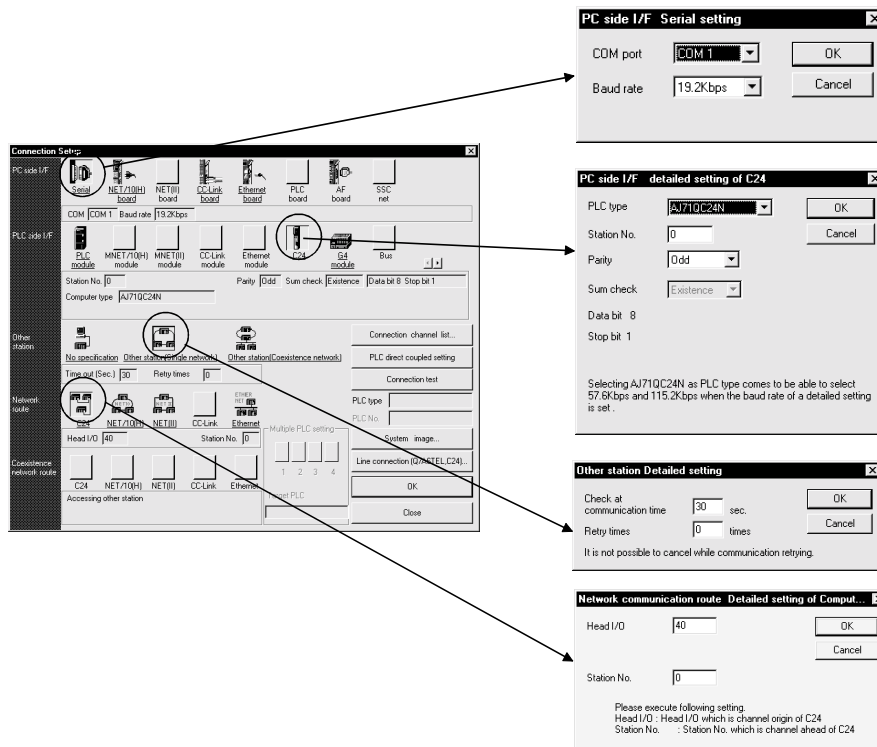 PC side I/F Serial setting
COM port COM 1 OK
Baud rate 19.2Kbps Cancel
Connection Setup
PC side I/F
Serial NET/10(H) board NET(II) board CC-Link board Ethernet board PLC board AF board SSC net
COM COM 1 Baud rate 19.2Kbps
PLC side I/F
PLC module MNET/10(H) module MNET(II) module CC-Link module Ethernet module C24 G4 module Bus
Station No. 0 Parity Odd Sum check Existence Data bit 8 Stop bit 1
Computer type AJ71QC24N
Other station
No specification Other station(Single network) Other station(Coexistence network)
Time out (Sec.) 30 Retry times 0
Network route
C24 NET/10(H) NET(II) CC-Link Ethernet
Head I/O 40 Station No. 0
Coexistence network route
C24 NET/10(H) NET(II) CC-Link Ethernet
Accessing other station
Multiple PLC setting
1 2 3 4
Target PLC
Connection channel list...
PLC direct coupled setting
Connection test
PLC type
PLC No.
System image...
Line connection (Q/A6TEL,C24)...
OK
Close
PC side I/F detailed setting of C24
PLC type AJ71QC24N OK
Station No. 0 Cancel
Parity Odd
Sum check Existence
Data bit 8
Stop bit 1
Selecting AJ71QC24N as PLC type comes to be able to select
57.6Kbps and 115.2Kbps when the baud rate of a detailed setting
is set .
Other station Detailed setting
Check at
communication time 30 sec. OK
Retry times 0 times Cancel
It is not possible to cancel while communication retrying.
Network communication route Detailed setting of Comput...
Head I/O 40 OK
Cancel
Station No. 0
Please execute following setting.
Head I/O : Head I/O which is channel origin of C24
Station No. : Station No. which is channel ahead of C24